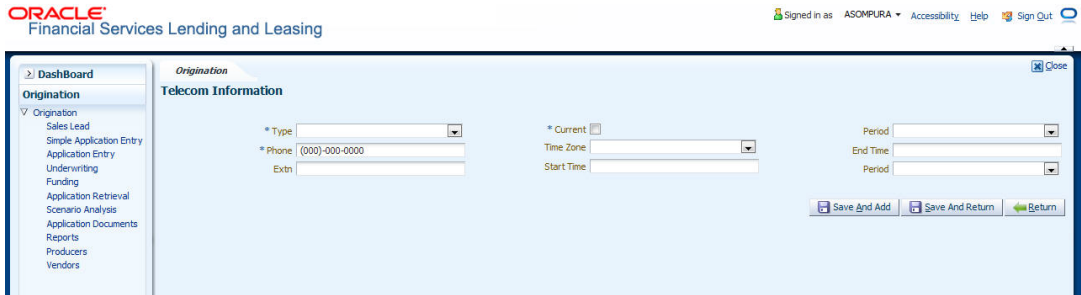 ORACLE
Financial Services Lending and Leasing
Signed in as ASOMPURA Accessibility Help Sign Out
DashBoard
Origination
Origination
Sales Lead
Simple Application Entry
Application Entry
Underwriting
Funding
Application Retrieval
Scenario Analysis
Application Documents
Reports
Producers
Vendors
Origination
Close
Telecom Information
* Type
* Current
Period
* Phone (000)-000-0000
Time Zone
End Time
Extn
Start Time
Period
Save And Add
Save And Return
Return